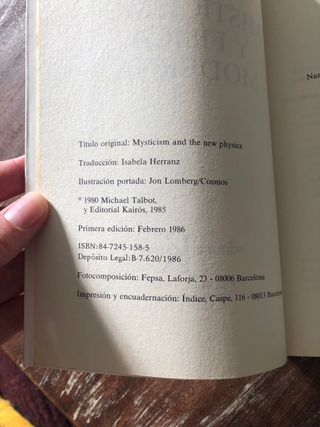 Título original: Mysticism and the new physics
Traducción: Isabela Herranz
Ilustración portada: Jon Lomberg/Cosmos
© 1980 Michael Talbot,
y Editorial Kairós, 1985
Primera edición: Febrero 1986
ISBN: 84-7245-158-5
Depósito Legal: B-7.620/1986
Fotocomposición: Fepsa, Laforja, 23 - 08006 Barcelona
Impresión y encuadernación: Índice, Caspe, 116 - 08013 Barcelona